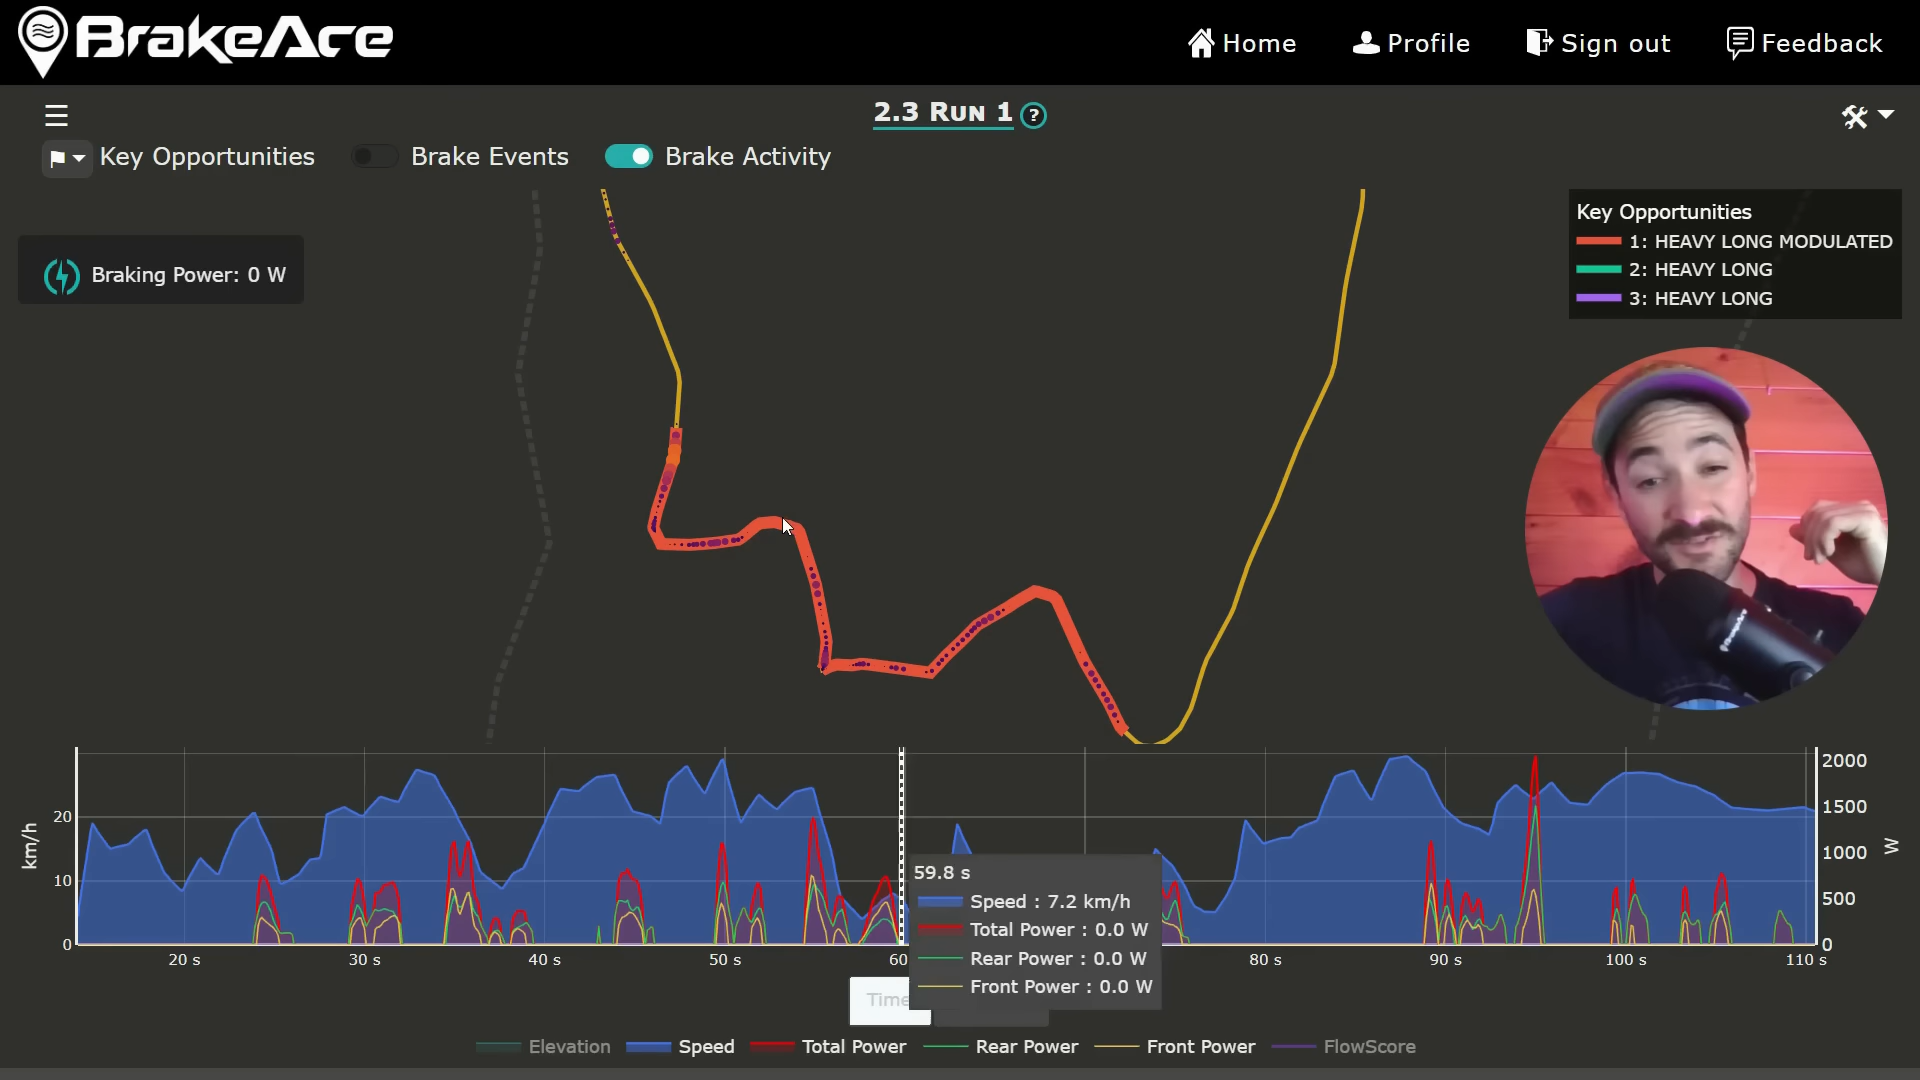 BrakeAce
Home
Profile
Sign out
Feedback
2.3 RUN 1 ?
Key Opportunities
Brake Events
Brake Activity
Key Opportunities
1: HEAVY LONG MODULATED
2: HEAVY LONG
3: HEAVY LONG
Braking Power: 0 W
km/h
20
10
0
2000
1500
1000
500
0
W
59.8 s
Speed : 7.2 km/h
Total Power : 0.0 W
Rear Power : 0.0 W
Front Power : 0.0 W
20 s
30 s
40 s
50 s
60
80 s
90 s
100 s
110 s
Time
Elevation
Speed
Total Power
Rear Power
Front Power
FlowScore